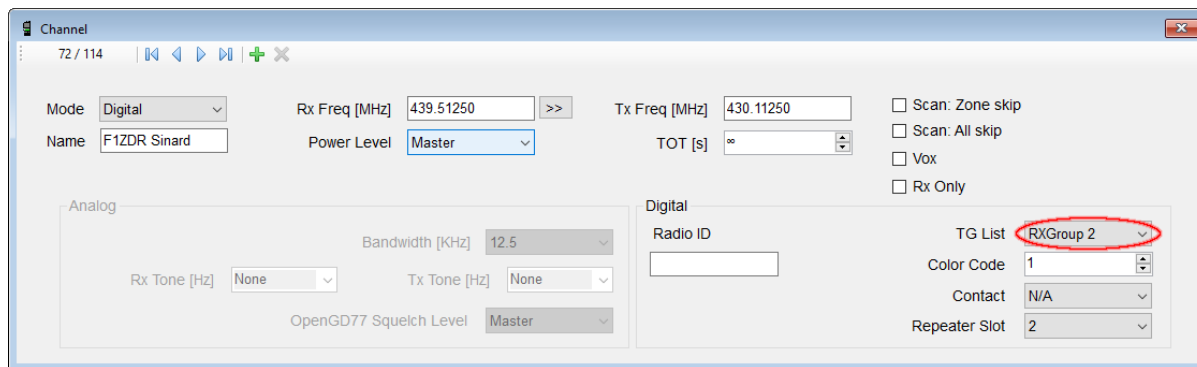 Channel
72 / 114
Mode Digital Rx Freq [MHz] 439.51250 >> Tx Freq [MHz] 430.11250 Scan: Zone skip
Name F1ZDR Sinard Power Level Master TOT [s] ∞ Scan: All skip
Vox
Rx Only
Analog
Bandwidth [KHz] 12.5
Rx Tone [Hz] None Tx Tone [Hz] None
OpenGD77 Squelch Level Master
Digital
Radio ID TG List RXGroup 2
Color Code 1
Contact N/A
Repeater Slot 2